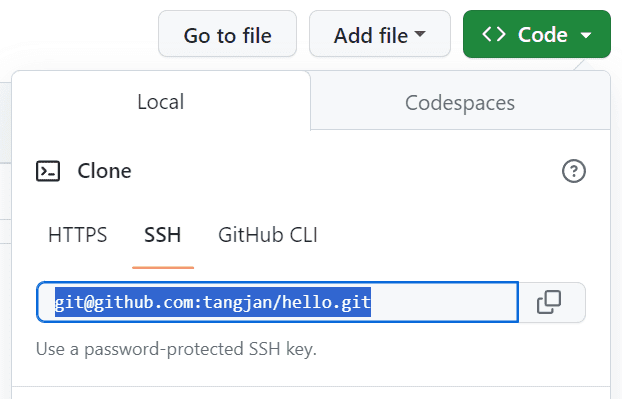 Go to file
Add file
Code
Local
Codespaces
Clone
HTTPS
SSH
GitHub CLI
git@github.com:tangjan/hello.git
Use a password-protected SSH key.